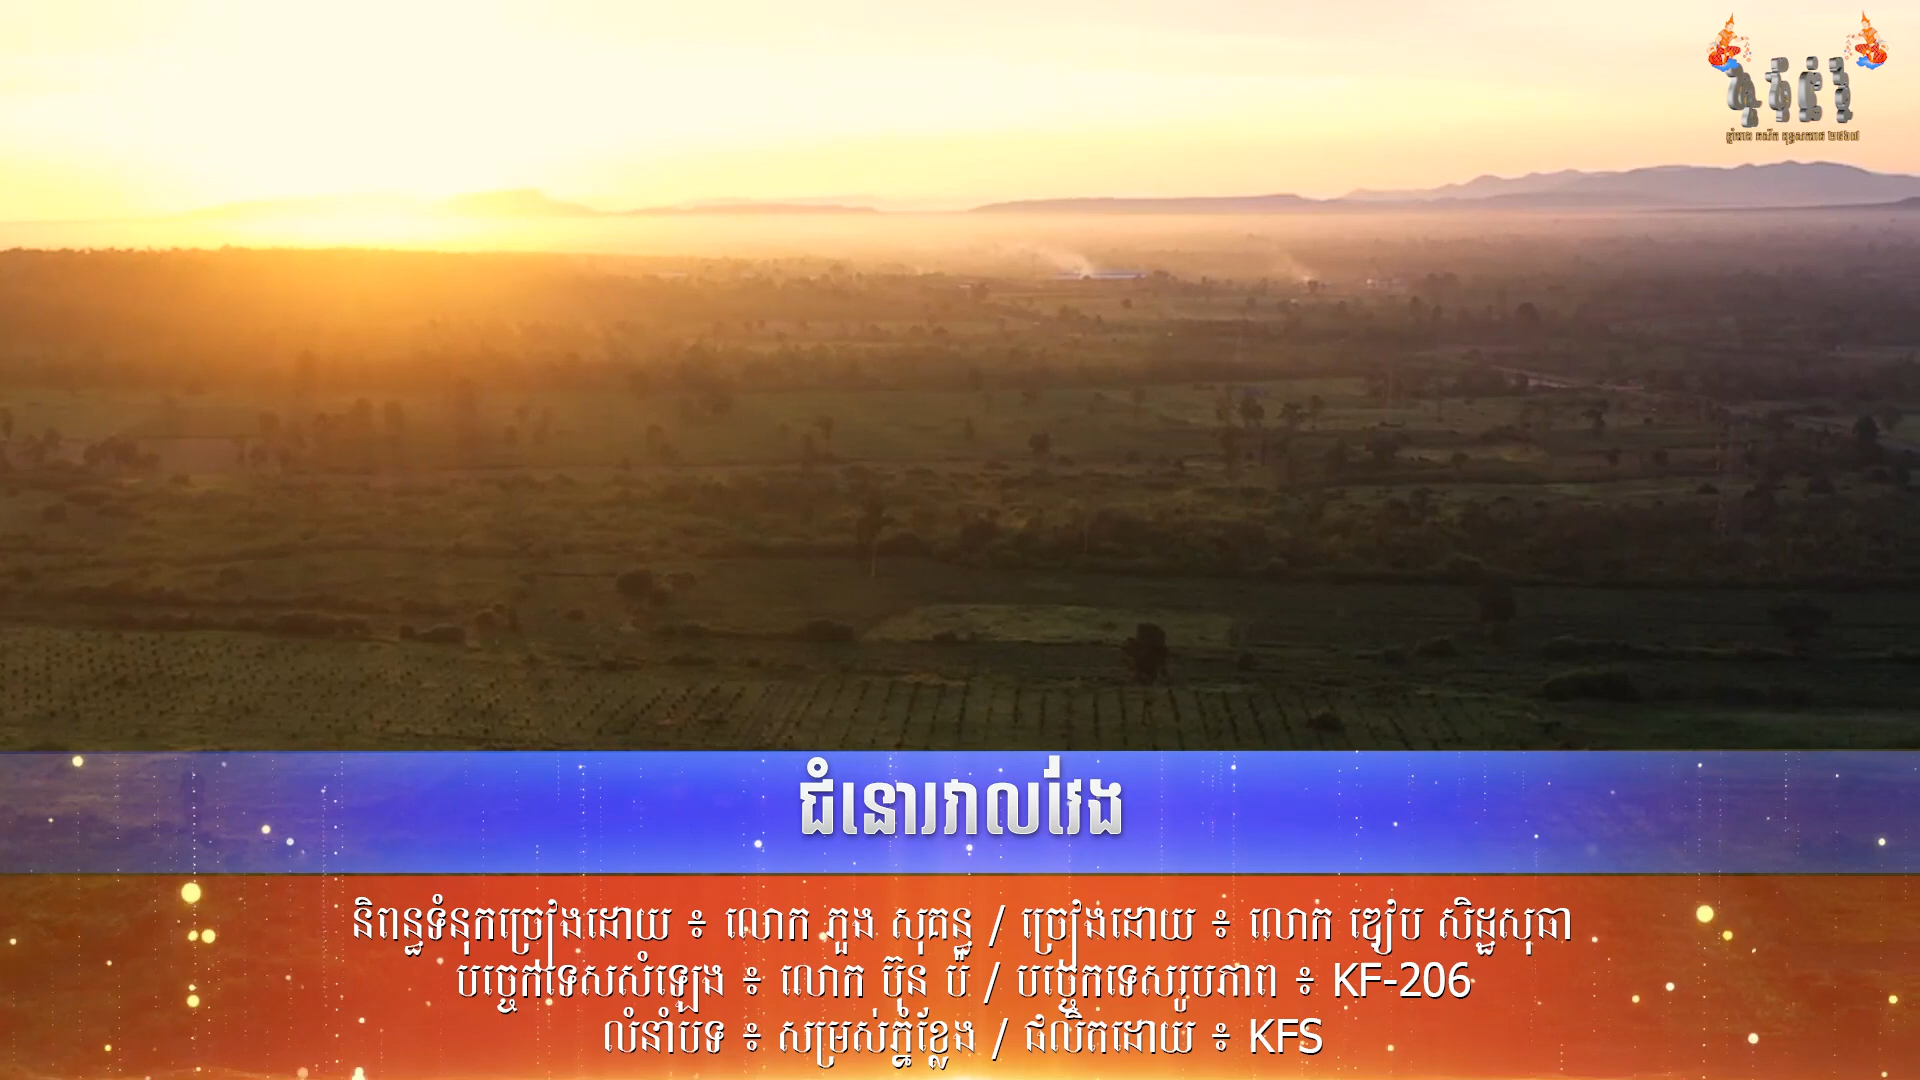 ជំនោរវាលវែង
និពន្ធទំនុកច្រៀងដោយ ៖ លោក ភួង សុគន្ធ / ច្រៀងដោយ ៖ លោក ឌៀប សិដ្ឋសុធា
បច្ចេកទេសសំឡេង ៖ លោក ប៊ុន ប៉ / បច្ចេកទេសរូបភាព ៖ KF-206
លំនាំបទ ៖ សម្រស់ភ្នំខ្លែង / ផលិតដោយ ៖ KFS